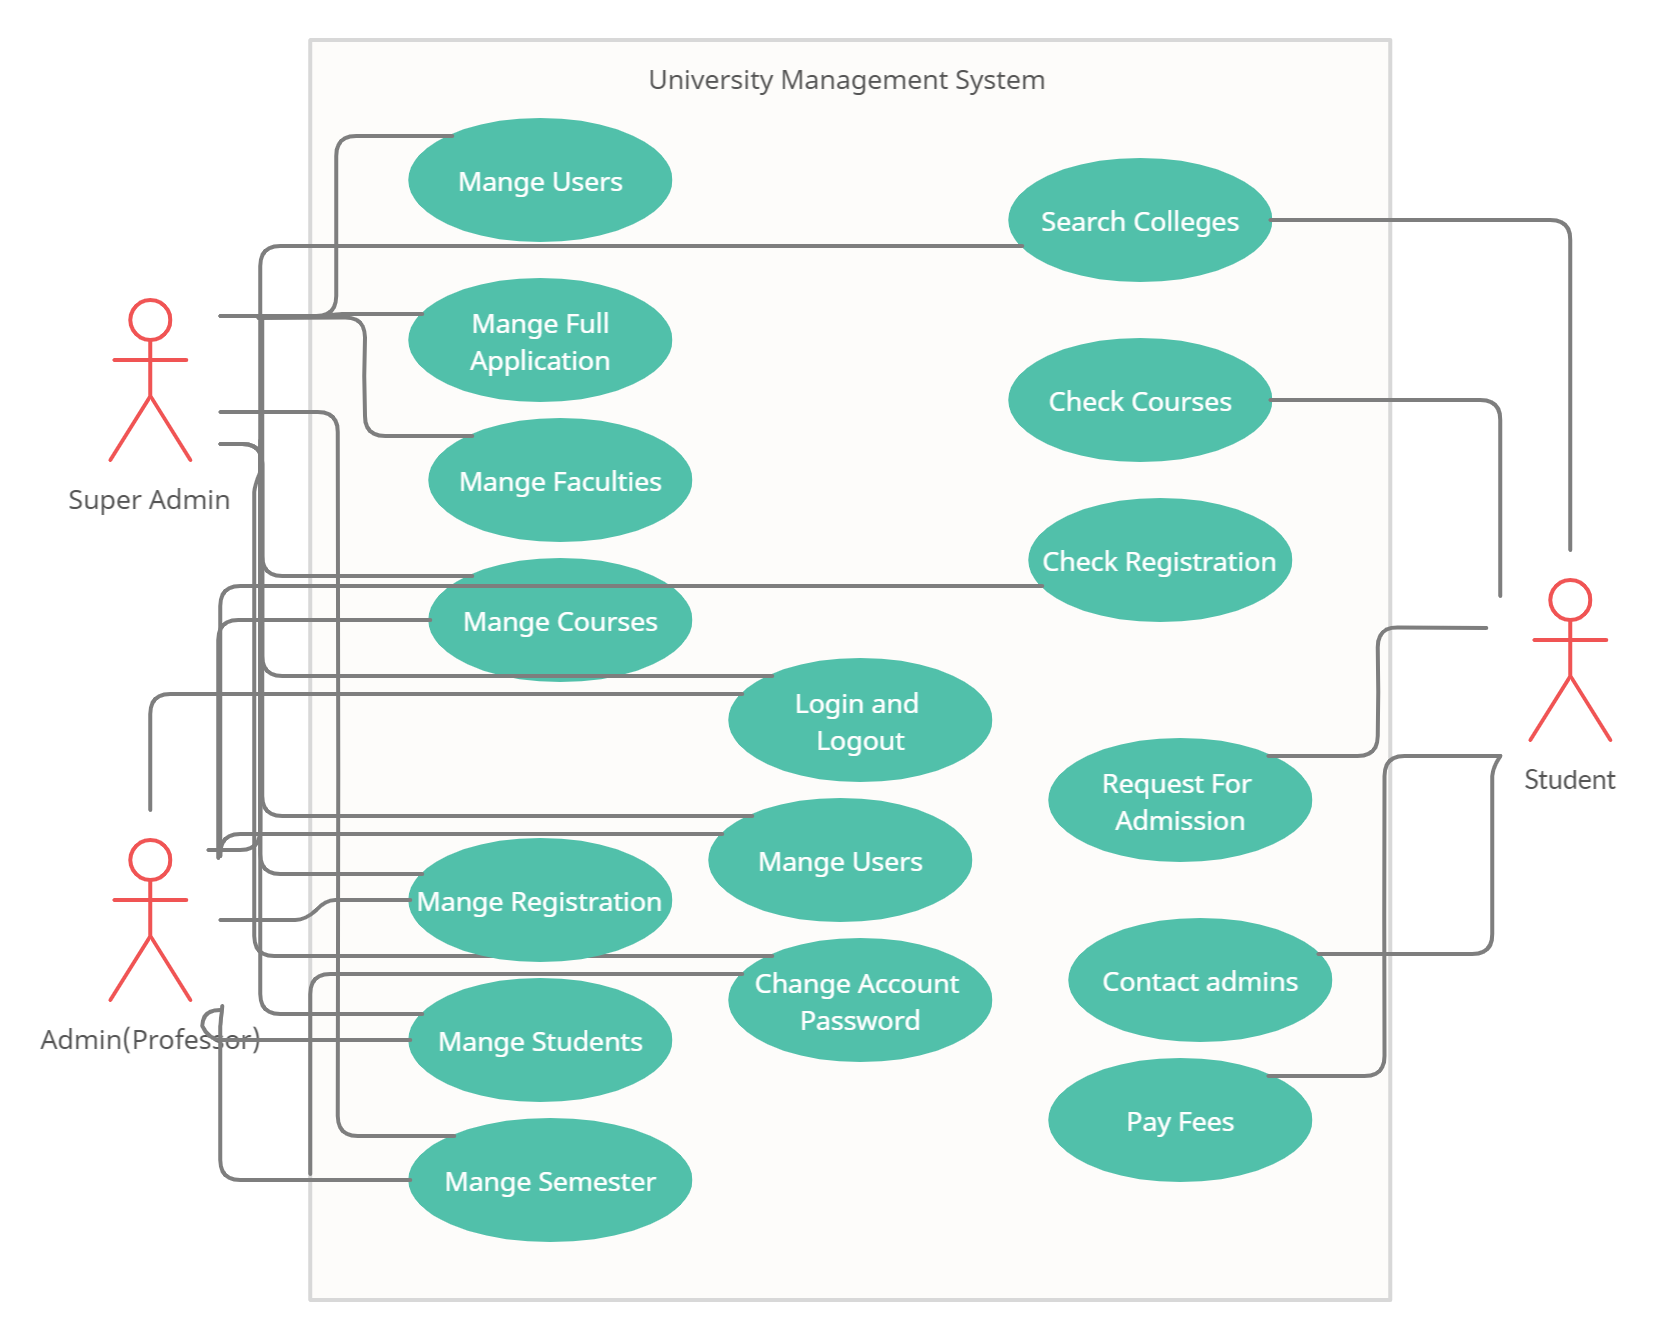 University Management System
Mange Users
Search Colleges
Mange Full
Application
Check Courses
Mange Faculties
Super Admin
Check Registration
Mange Courses
Login and
Logout
Request For
Admission
Student
Mange Users
Mange Registration
Contact admins
Change Account
Password
Admin(Professor)
Mange Students
Pay Fees
Mange Semester